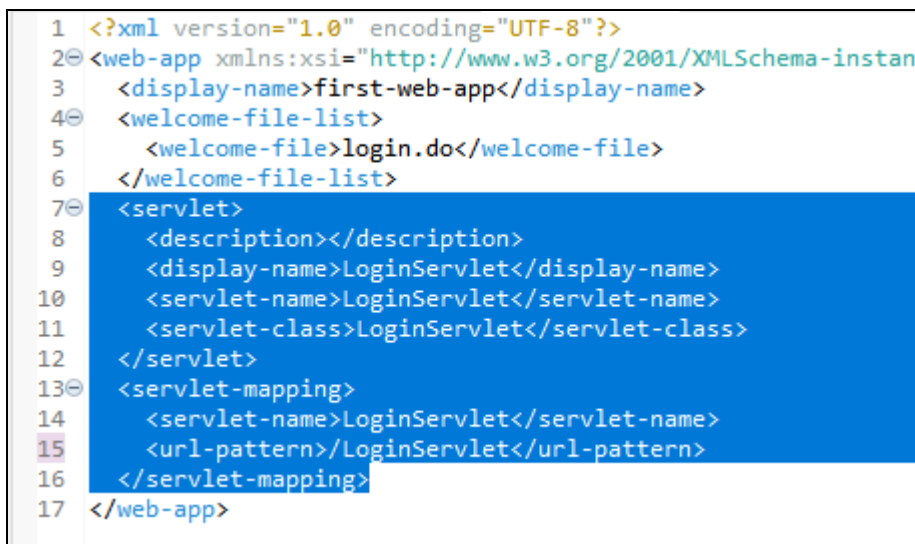 1 <?xml version="1.0" encoding="UTF-8"?>
2 <web-app xmlns:xsi="http://www.w3.org/2001/XMLSchema-instan
3 <display-name>first-web-app</display-name>
4 <welcome-file-list>
5 <welcome-file>login.do</welcome-file>
6 </welcome-file-list>
7 <servlet>
8 <description></description>
9 <display-name>LoginServlet</display-name>
10 <servlet-name>LoginServlet</servlet-name>
11 <servlet-class>LoginServlet</servlet-class>
12 </servlet>
13 <servlet-mapping>
14 <servlet-name>LoginServlet</servlet-name>
15 <url-pattern>/LoginServlet</url-pattern>
16 </servlet-mapping>
17 </web-app>